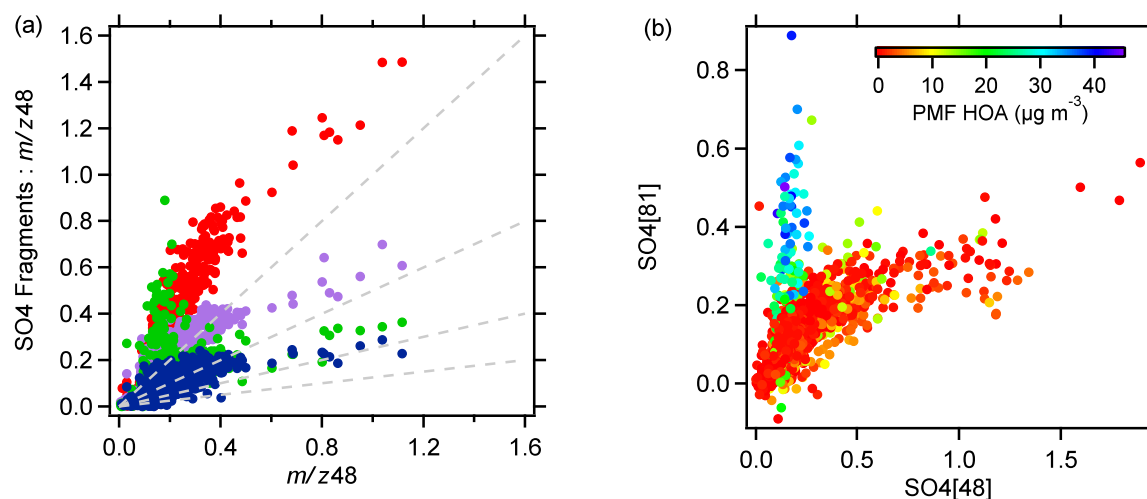 (a)
1.6
1.4
1.2
1.0
0.8
0.6
0.4
0.2
0.0
SO4 Fragments : m/z48
0.0 0.4 0.8 1.2 1.6
m/z48
(b)
0.8
0.6
0.4
0.2
0.0
SO4[81]
0 10 20 30 40
PMF HOA (µg m⁻³)
0.0 0.5 1.0 1.5
SO4[48]